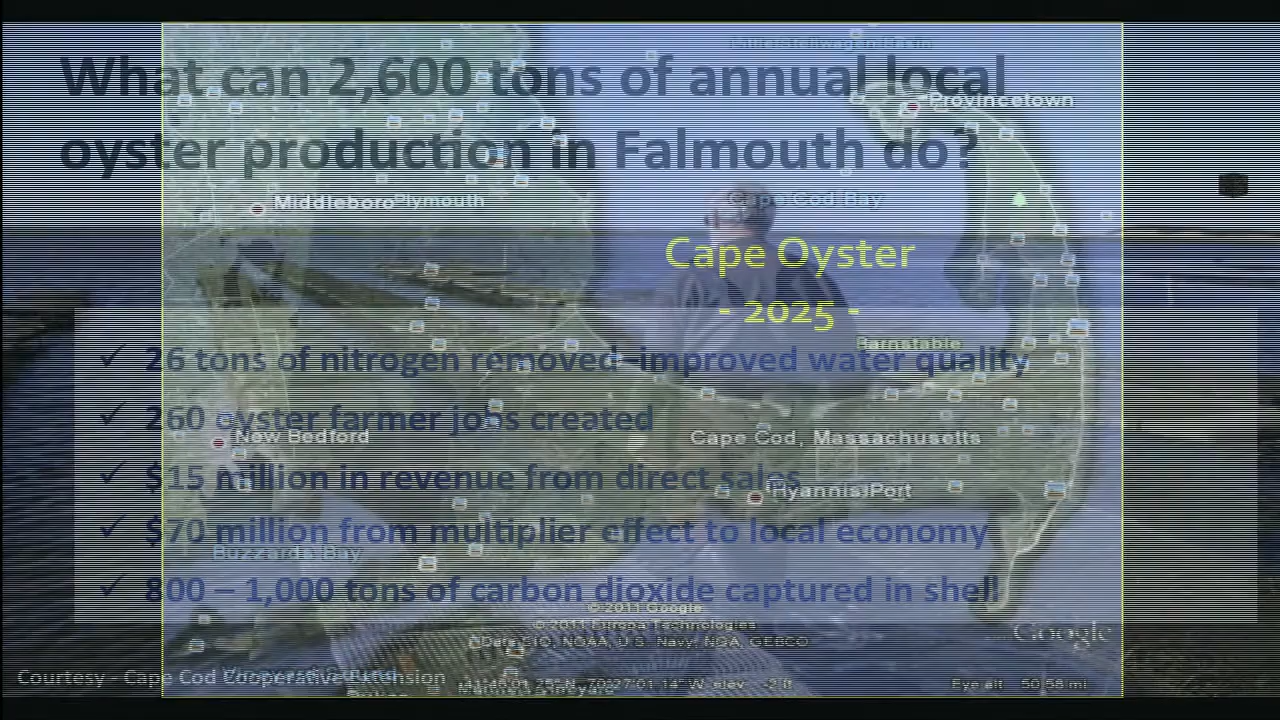 What can 2,600 tons of annual local
oyster production in Falmouth do?
Provincetown
Middleboro Plymouth
Cape Cod Bay
Cape Oyster
- 2025 -
Barnstable
✓ 26 tons of nitrogen removed–improved water quality
✓ 260 oyster farmer jobs created
New Bedford
Cape Cod, Massachusetts
✓ $15 million in revenue from direct sales
Hyannis Port
✓ $70 million from multiplier effect to local economy
Buzzards Bay
✓ 800 – 1,000 tons of carbon dioxide captured in shell
© 2011 Google
© 2011 Europa Technologies
Data SIO, NOAA, U.S. Navy, NGA, GEBCO
Google
Courtesy - Cape Cod Cooperative Extension
Eye alt 50.58 mi